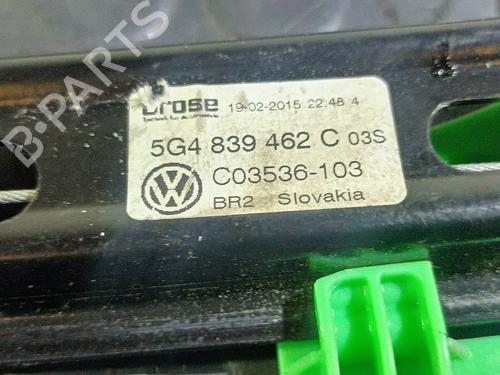 B-PARTS
brose 19-02-2015 22:48 4
5G4 839 462 C 03S
C03536-103
BR2 Slovakia